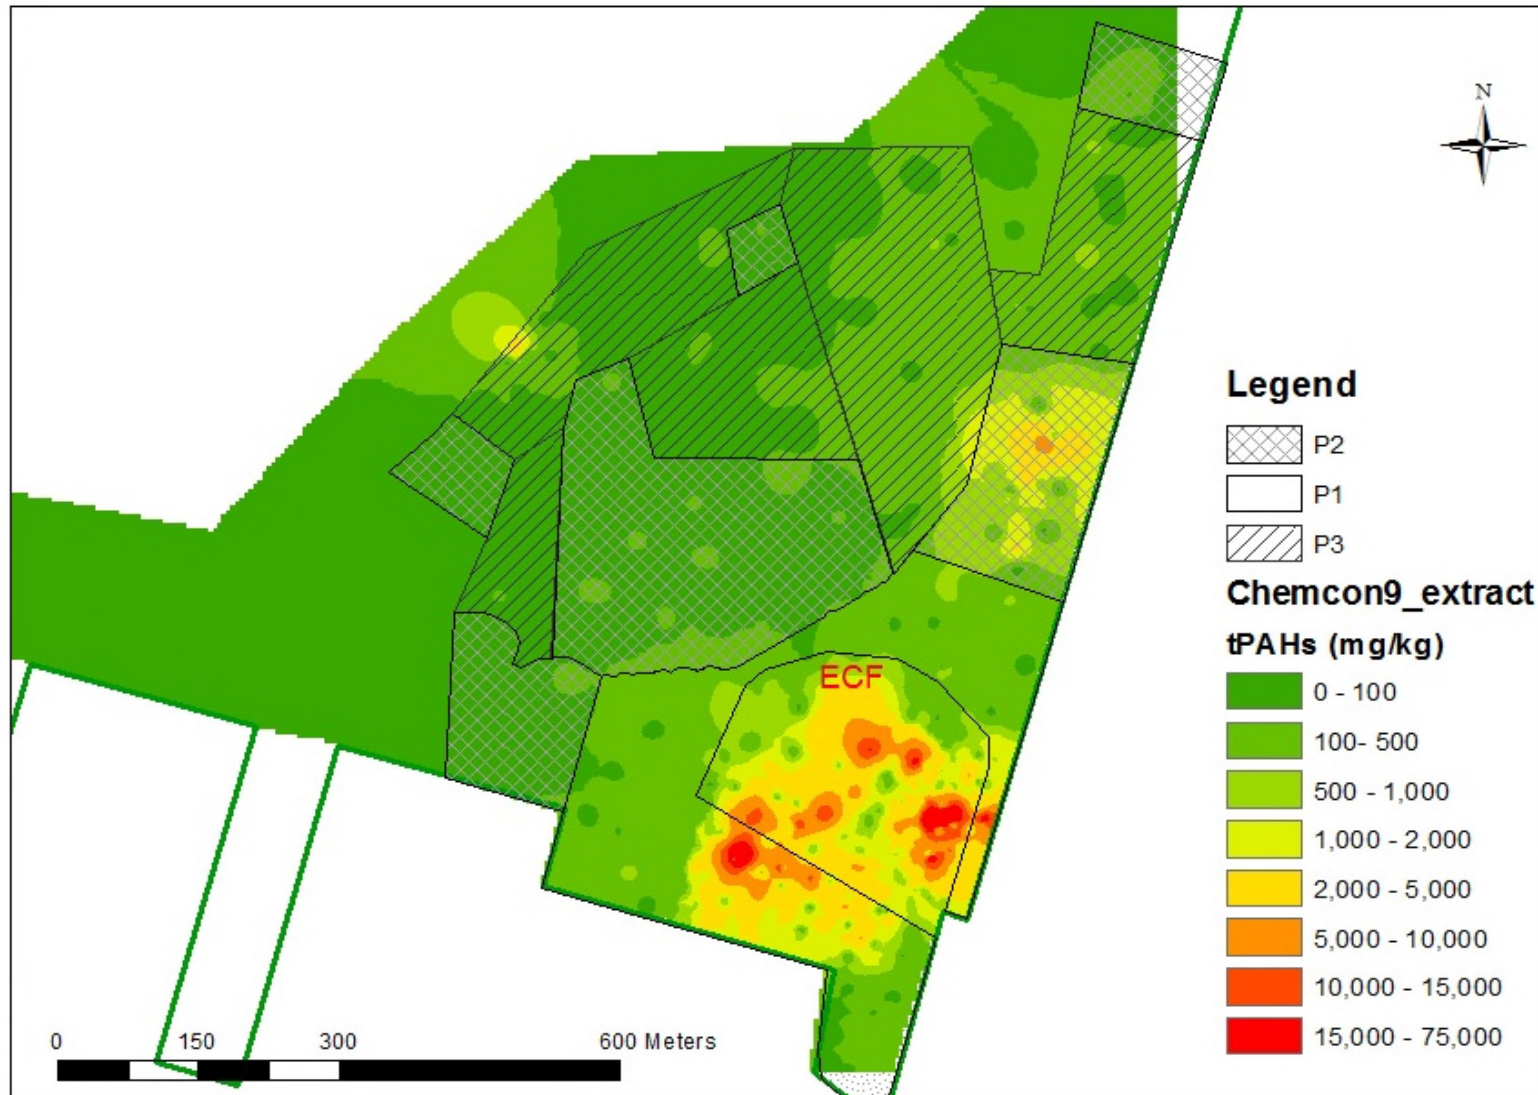 N
Legend
P2
P1
P3
Chemcon9_extract
tPAHs (mg/kg)
0 - 100
100- 500
500 - 1,000
1,000 - 2,000
2,000 - 5,000
5,000 - 10,000
10,000 - 15,000
15,000 - 75,000
ECF
0 150 300 600 Meters